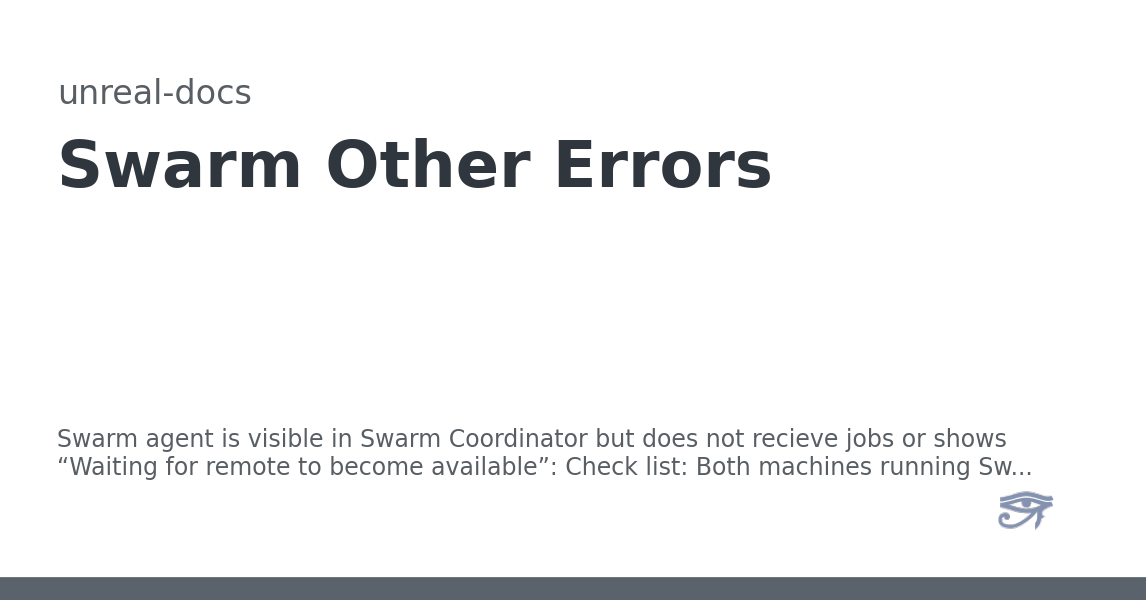 unreal-docs
Swarm Other Errors
Swarm agent is visible in Swarm Coordinator but does not recieve jobs or shows
“Waiting for remote to become available”: Check list: Both machines running Sw...